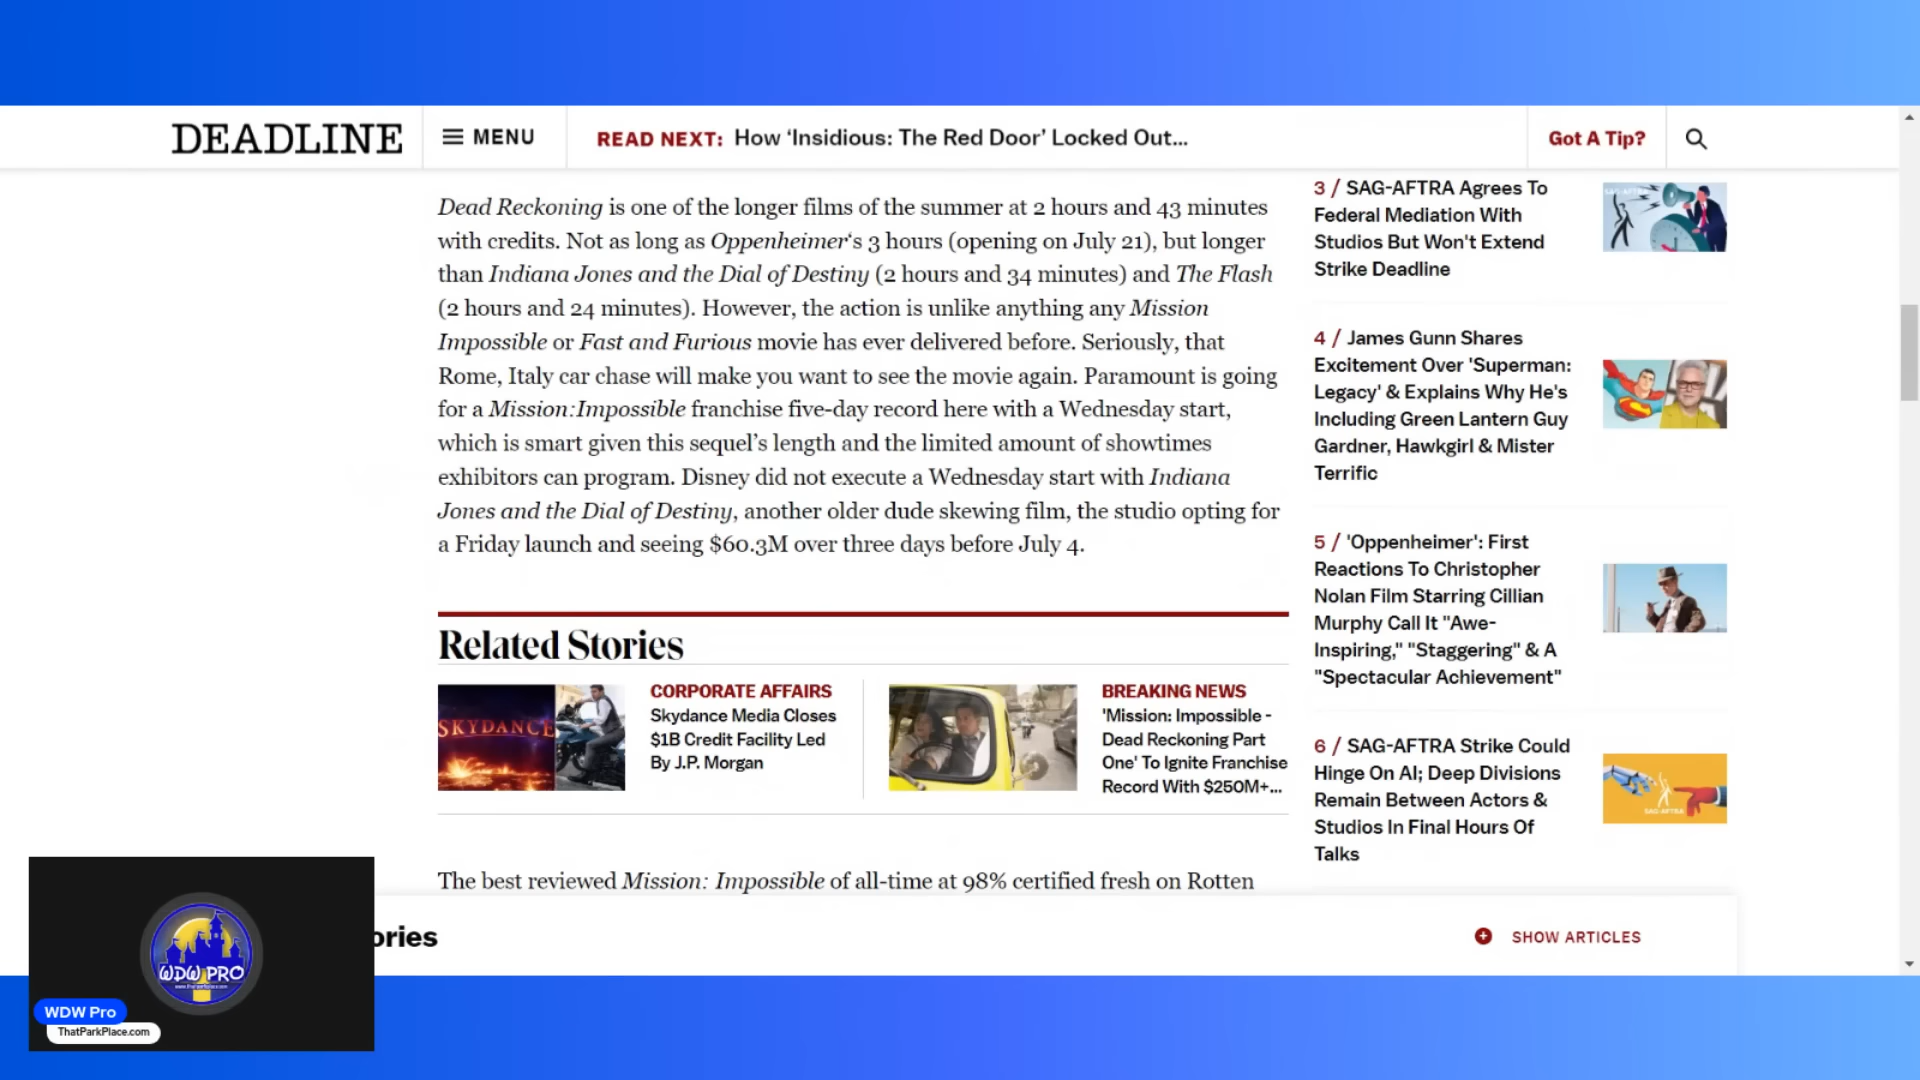 DEADLINE
MENU
READ NEXT: How ‘Insidious: The Red Door’ Locked Out...
Got A Tip?
Dead Reckoning is one of the longer films of the summer at 2 hours and 43 minutes
with credits. Not as long as Oppenheimer‘s 3 hours (opening on July 21), but longer
than Indiana Jones and the Dial of Destiny (2 hours and 34 minutes) and The Flash
(2 hours and 24 minutes). However, the action is unlike anything any Mission
Impossible or Fast and Furious movie has ever delivered before. Seriously, that
Rome, Italy car chase will make you want to see the movie again. Paramount is going
for a Mission:Impossible franchise five-day record here with a Wednesday start,
which is smart given this sequel’s length and the limited amount of showtimes
exhibitors can program. Disney did not execute a Wednesday start with Indiana
Jones and the Dial of Destiny, another older dude skewing film, the studio opting for
a Friday launch and seeing $60.3M over three days before July 4.
Related Stories
SKYDANCE
CORPORATE AFFAIRS
Skydance Media Closes
$1B Credit Facility Led
By J.P. Morgan
BREAKING NEWS
'Mission: Impossible -
Dead Reckoning Part
One' To Ignite Franchise
Record With $250M+...
The best reviewed Mission: Impossible of all-time at 98% certified fresh on Rotten
3 / SAG-AFTRA Agrees To
Federal Mediation With
Studios But Won't Extend
Strike Deadline
SAG-AFTRA
4 / James Gunn Shares
Excitement Over 'Superman:
Legacy' & Explains Why He's
Including Green Lantern Guy
Gardner, Hawkgirl & Mister
Terrific
5 / 'Oppenheimer': First
Reactions To Christopher
Nolan Film Starring Cillian
Murphy Call It "Awe-
Inspiring," "Staggering" & A
"Spectacular Achievement"
6 / SAG-AFTRA Strike Could
Hinge On AI; Deep Divisions
Remain Between Actors &
Studios In Final Hours Of
Talks
SAG-AFTRA
ories
SHOW ARTICLES
WDW PRO
www.thatparkplace.com
WDW Pro
ThatParkPlace.com